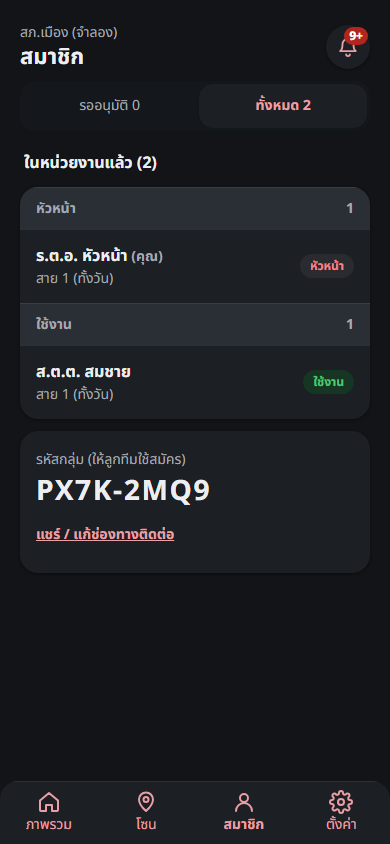 สภ.เมือง (จำลอง)
สมาชิก
9+
รออนุมัติ 0
ทั้งหมด 2
ในหน่วยงานแล้ว (2)
หัวหน้า 1
ร.ต.อ. หัวหน้า (คุณ)
สาย 1 (ทั้งวัน)
หัวหน้า
ใช้งาน 1
ส.ต.ต. สมชาย
สาย 1 (ทั้งวัน)
ใช้งาน
รหัสกลุ่ม (ให้ลูกทีมใช้สมัคร)
PX7K-2MQ9
แชร์ / แก้ช่องทางติดต่อ
ภาพรวม
โซน
สมาชิก
ตั้งค่า